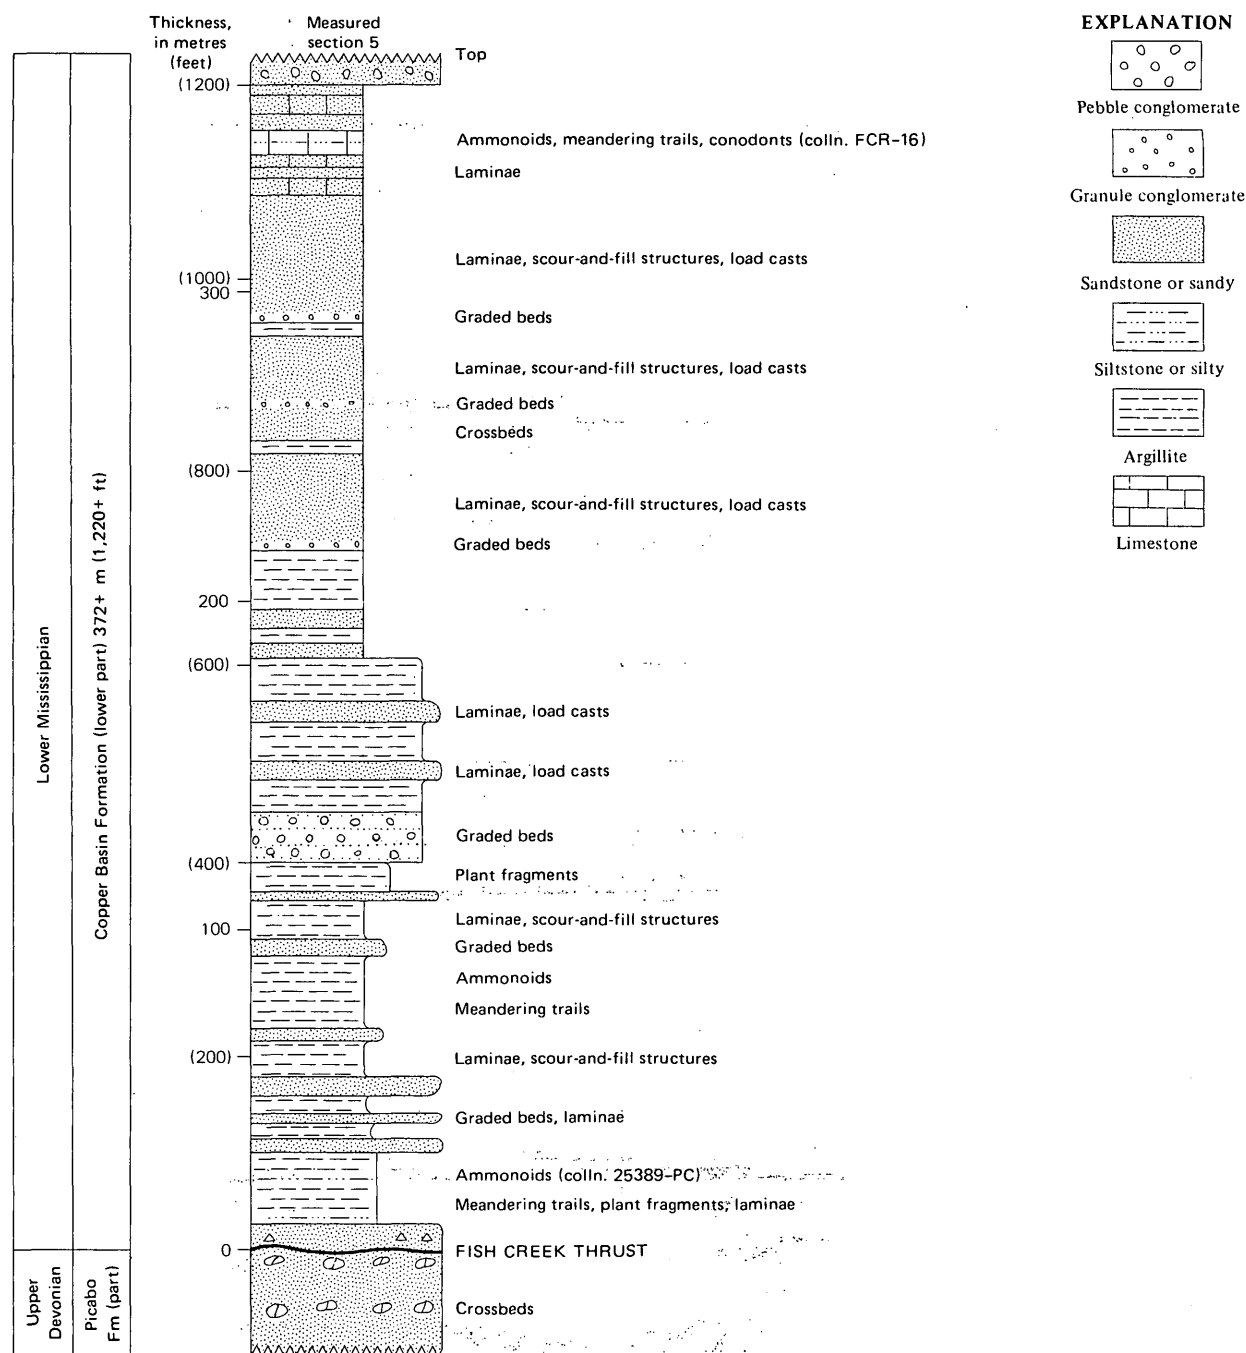 Thickness,
in metres
(feet)
Measured
section 5
Top
(1200)
Ammonoids, meandering trails, conodonts (colln. FCR-16)
Laminae
Laminae, scour-and-fill structures, load casts
(1000)
300
Graded beds
Laminae, scour-and-fill structures, load casts
Graded beds
Crossbeds
(800)
Laminae, scour-and-fill structures, load casts
Graded beds
200
(600)
Laminae, load casts
Laminae, load casts
Graded beds
(400)
Plant fragments
Laminae, scour-and-fill structures
100
Graded beds
Ammonoids
Meandering trails
(200)
Laminae, scour-and-fill structures
Graded beds, laminae
Ammonoids (colln. 25389-PC)
Meandering trails, plant fragments, laminae
0
FISH CREEK THRUST
Crossbeds
Lower Mississippian
Copper Basin Formation (lower part) 372+ m (1,220+ ft)
Upper
Devonian
Picabo
Fm (part)
EXPLANATION
Pebble conglomerate
Granule conglomerate
Sandstone or sandy
Siltstone or silty
Argillite
Limestone